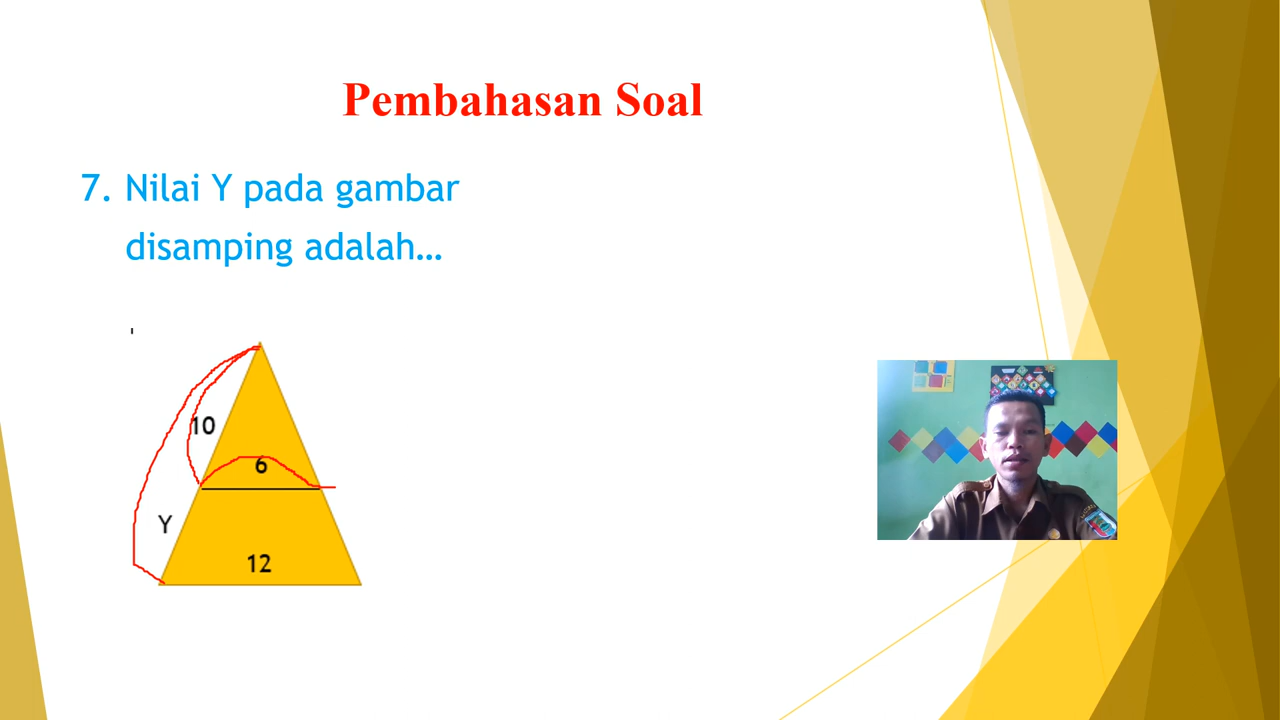 Pembahasan Soal
7. Nilai Y pada gambar
disamping adalah...
10
6
Y
12